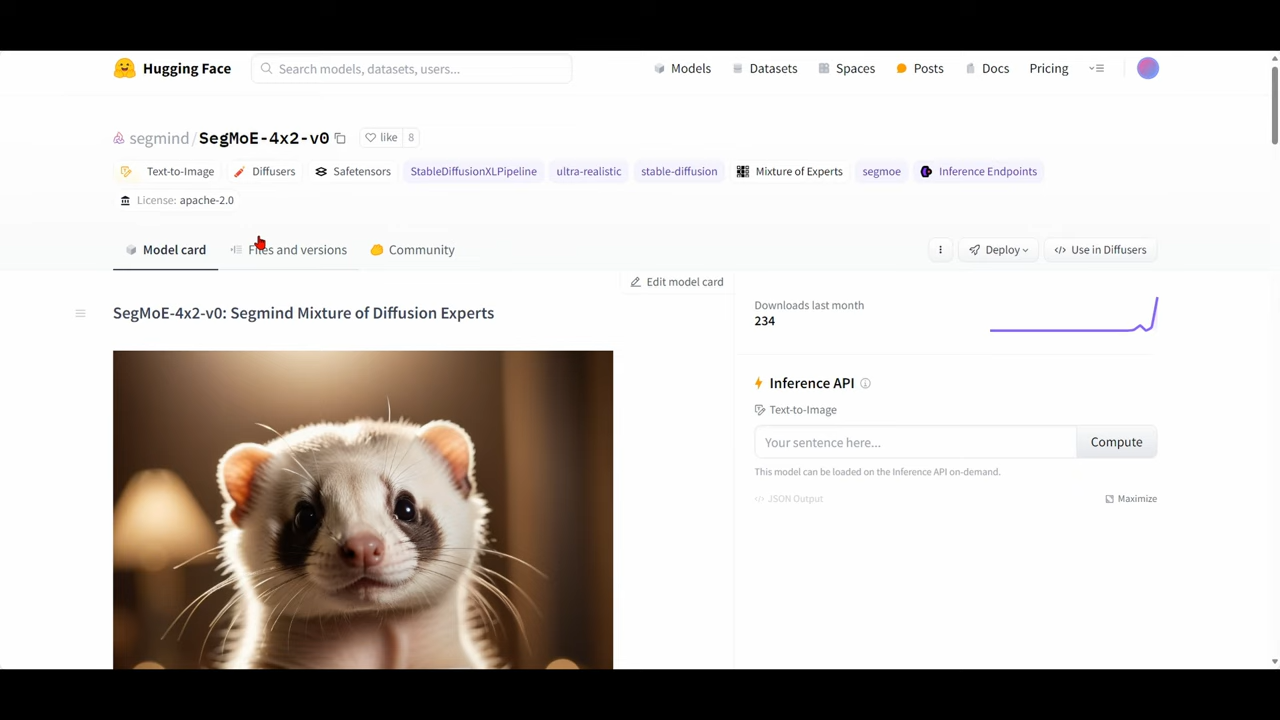 Hugging Face Search models, datasets, users... Models Datasets Spaces Posts Docs Pricing
segmind/SegMoE-4x2-v0 like 8
Text-to-Image Diffusers Safetensors StableDiffusionXLPipeline ultra-realistic stable-diffusion Mixture of Experts segmoe Inference Endpoints
License: apache-2.0
Model card Files and versions Community Deploy Use in Diffusers
Edit model card
SegMoE-4x2-v0: Segmind Mixture of Diffusion Experts
Downloads last month
234
Inference API
Text-to-Image
Your sentence here... Compute
This model can be loaded on the Inference API on-demand.
JSON Output Maximize